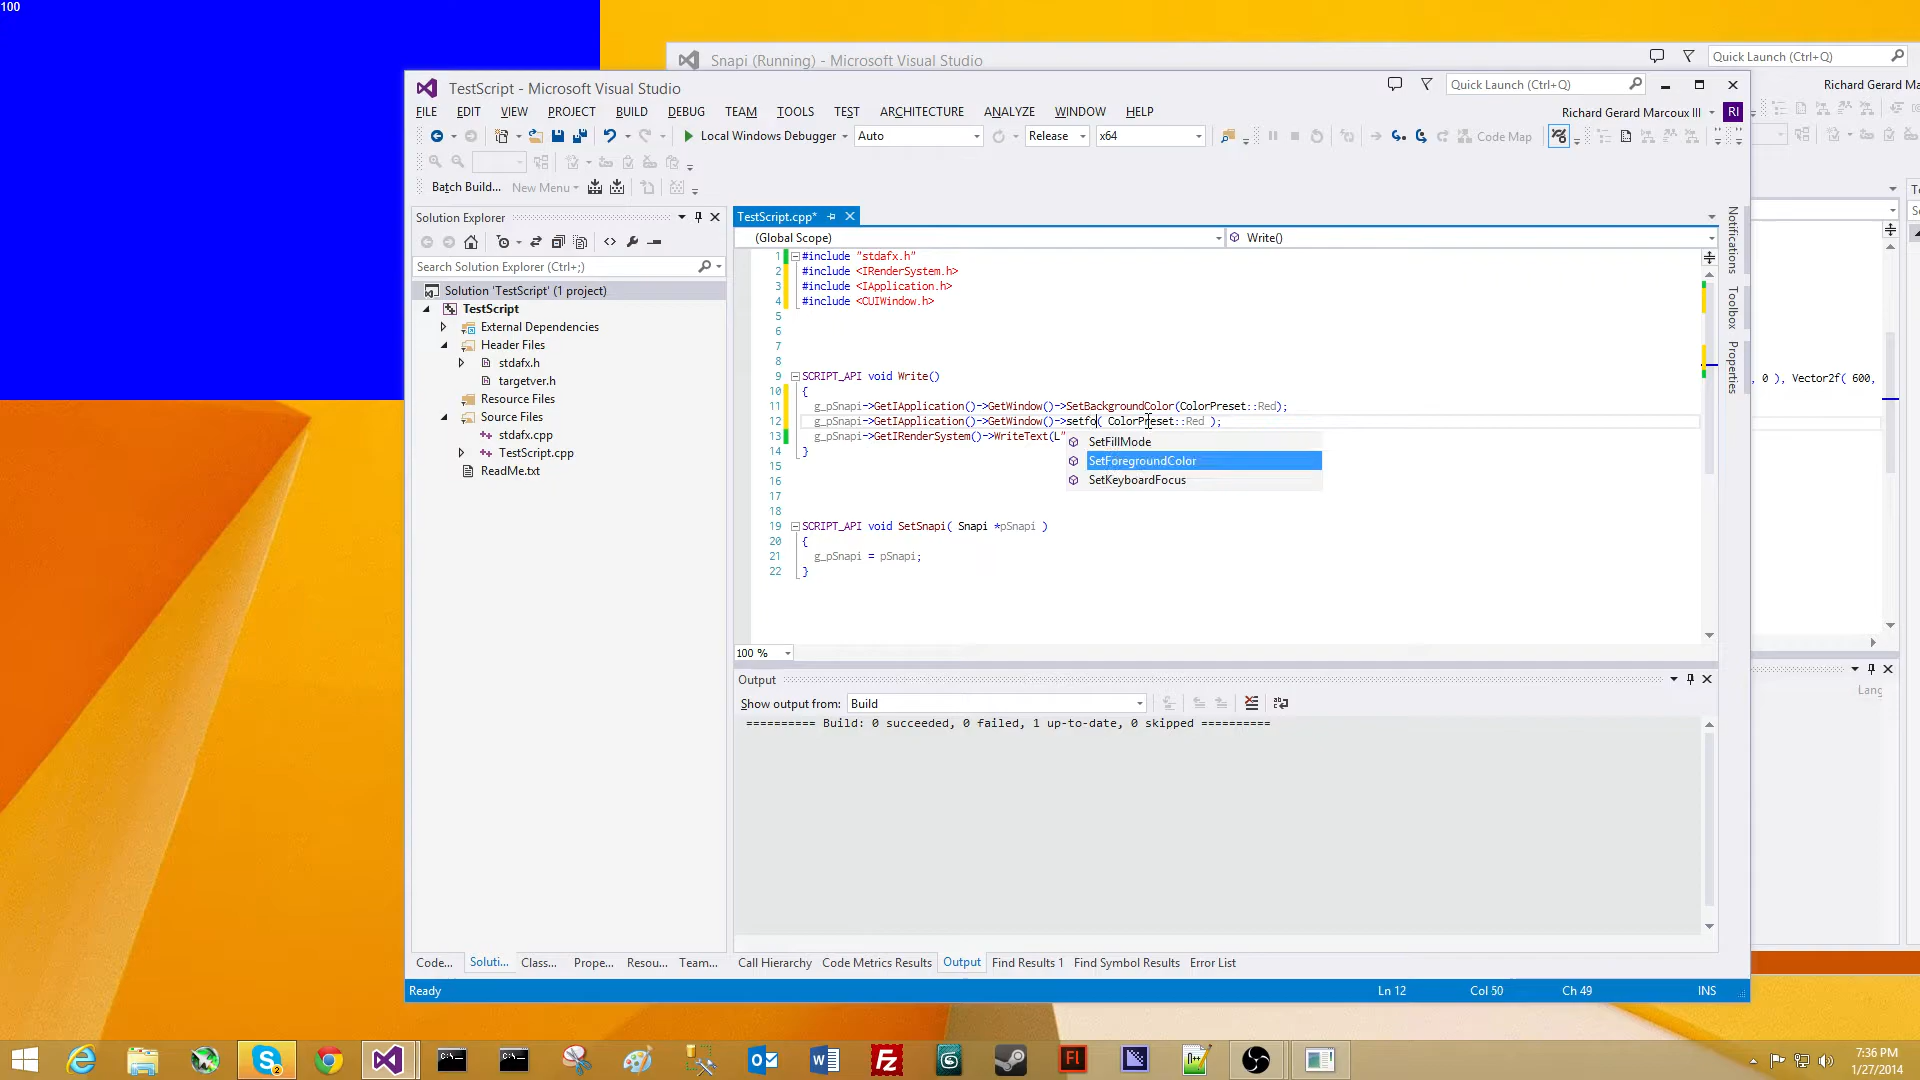 100
Snapi (Running) - Microsoft Visual Studio
Quick Launch (Ctrl+Q)
Richard Gerard Ma
TestScript - Microsoft Visual Studio
Quick Launch (Ctrl+Q)
FILE EDIT VIEW PROJECT BUILD DEBUG TEAM TOOLS TEST ARCHITECTURE ANALYZE WINDOW HELP
Richard Gerard Marcoux III RI
Local Windows Debugger Auto Release x64 Code Map
Batch Build... New Menu
Solution Explorer
Search Solution Explorer (Ctrl+;)
Solution 'TestScript' (1 project)
TestScript
External Dependencies
Header Files
stdafx.h
targetver.h
Resource Files
Source Files
stdafx.cpp
TestScript.cpp
ReadMe.txt
TestScript.cpp*
(Global Scope) Write()
1 #include "stdafx.h"
2 #include <IRenderSystem.h>
3 #include <IApplication.h>
4 #include <CUIWindow.h>
5
6
7
8
9 SCRIPT_API void Write()
10 {
11 g_pSnapi->GetIApplication()->GetWindow()->SetBackgroundColor(ColorPreset::Red);
12 g_pSnapi->GetIApplication()->GetWindow()->setfo( ColorPreset::Red );
13 g_pSnapi->GetIRenderSystem()->WriteText(L"
14 }
15
16
17
18
19 SCRIPT_API void SetSnapi( Snapi *pSnapi )
20 {
21 g_pSnapi = pSnapi;
22 }
SetFillMode
SetForegroundColor
SetKeyboardFocus
100 %
Notifications
Toolbox
Properties
, 0 ), Vector2f( 600,
Lang
Output
Show output from: Build
========== Build: 0 succeeded, 0 failed, 1 up-to-date, 0 skipped ==========
Code... Soluti... Class... Prope... Resou... Team...
Call Hierarchy Code Metrics Results Output Find Results 1 Find Symbol Results Error List
Ready Ln 12 Col 50 Ch 49 INS
7:36 PM
1/27/2014